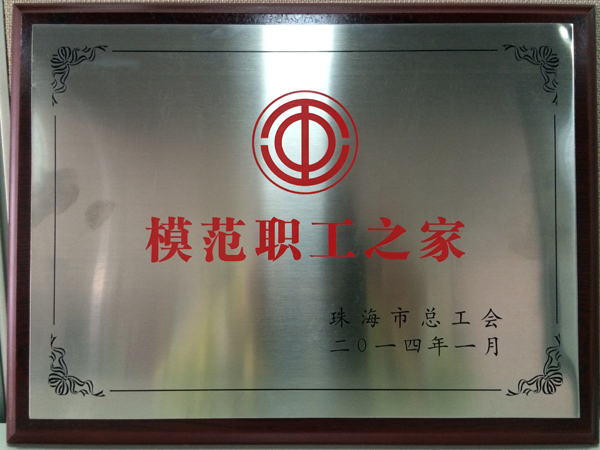 模范职工之家
珠海市总工会
二〇一四年一月